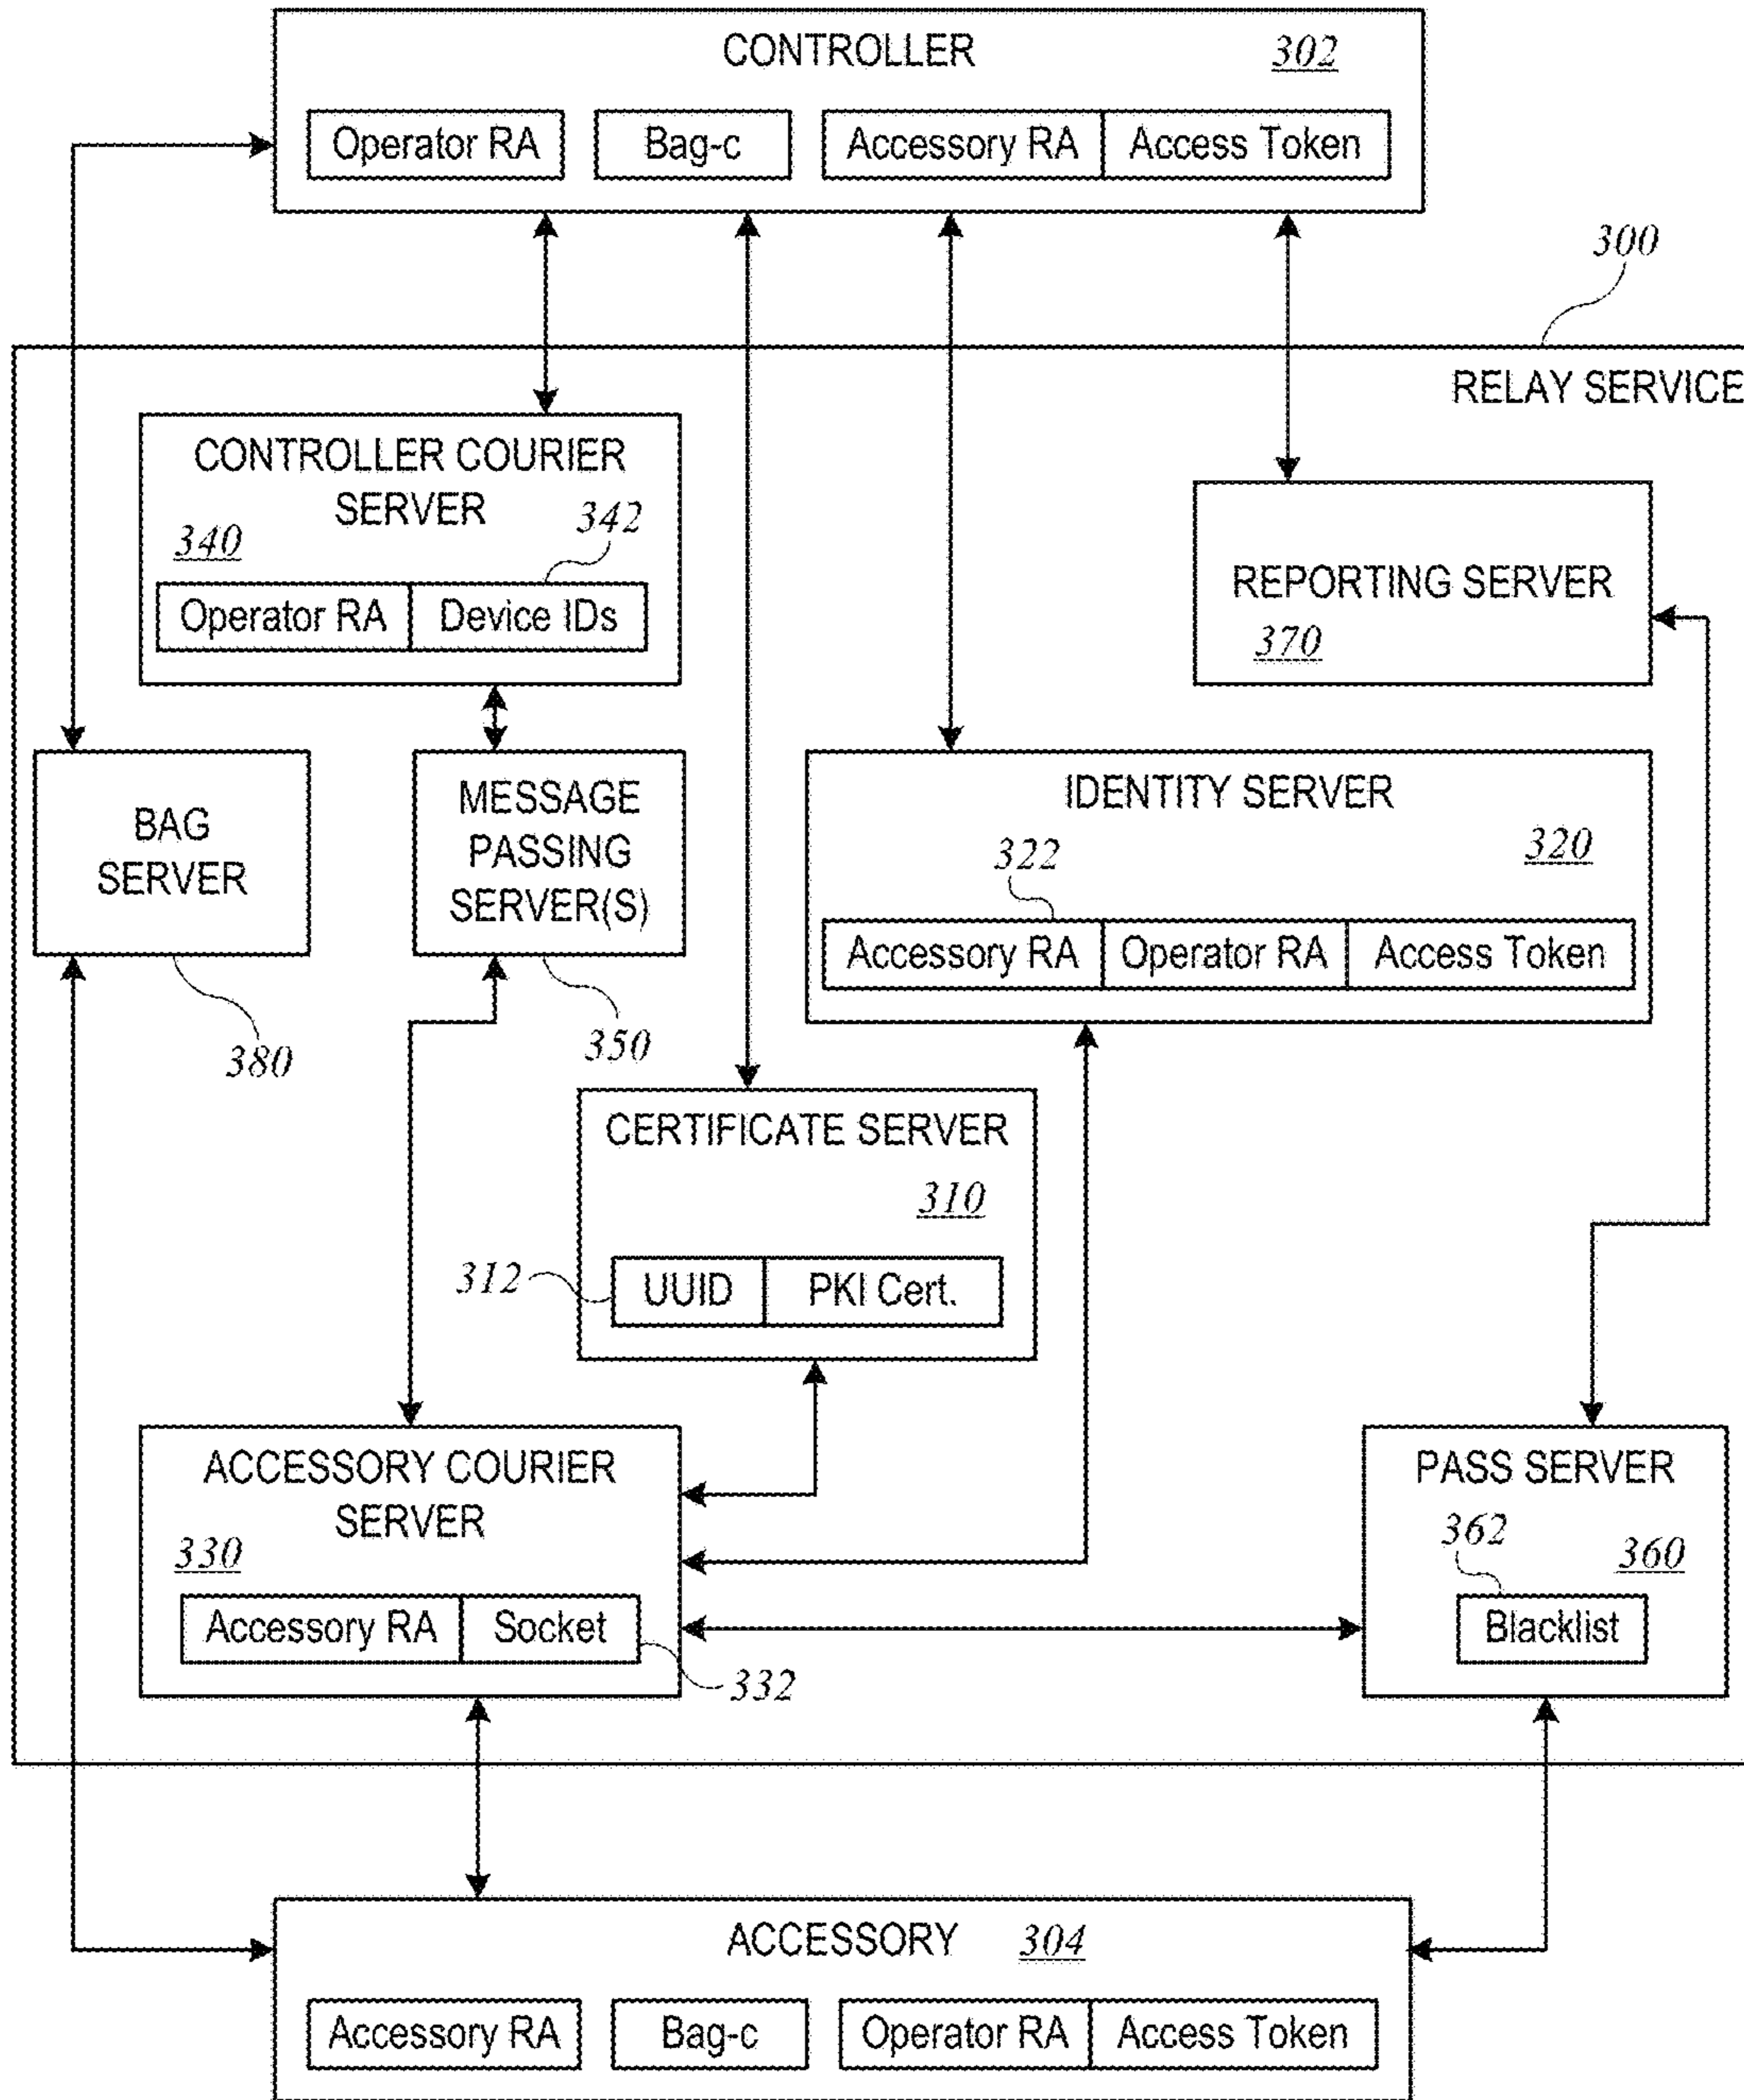 CONTROLLER 302
Operator RA Bag-c Accessory RA Access Token
300
RELAY SERVICE
CONTROLLER COURIER
SERVER
340 342
Operator RA Device IDs
REPORTING SERVER
370
BAG
SERVER
380
MESSAGE
PASSING
SERVER(S)
350
IDENTITY SERVER
322 320
Accessory RA Operator RA Access Token
CERTIFICATE SERVER
310
312 UUID PKI Cert.
ACCESSORY COURIER
SERVER
330
Accessory RA Socket
332
PASS SERVER
362 360
Blacklist
ACCESSORY 304
Accessory RA Bag-c Operator RA Access Token